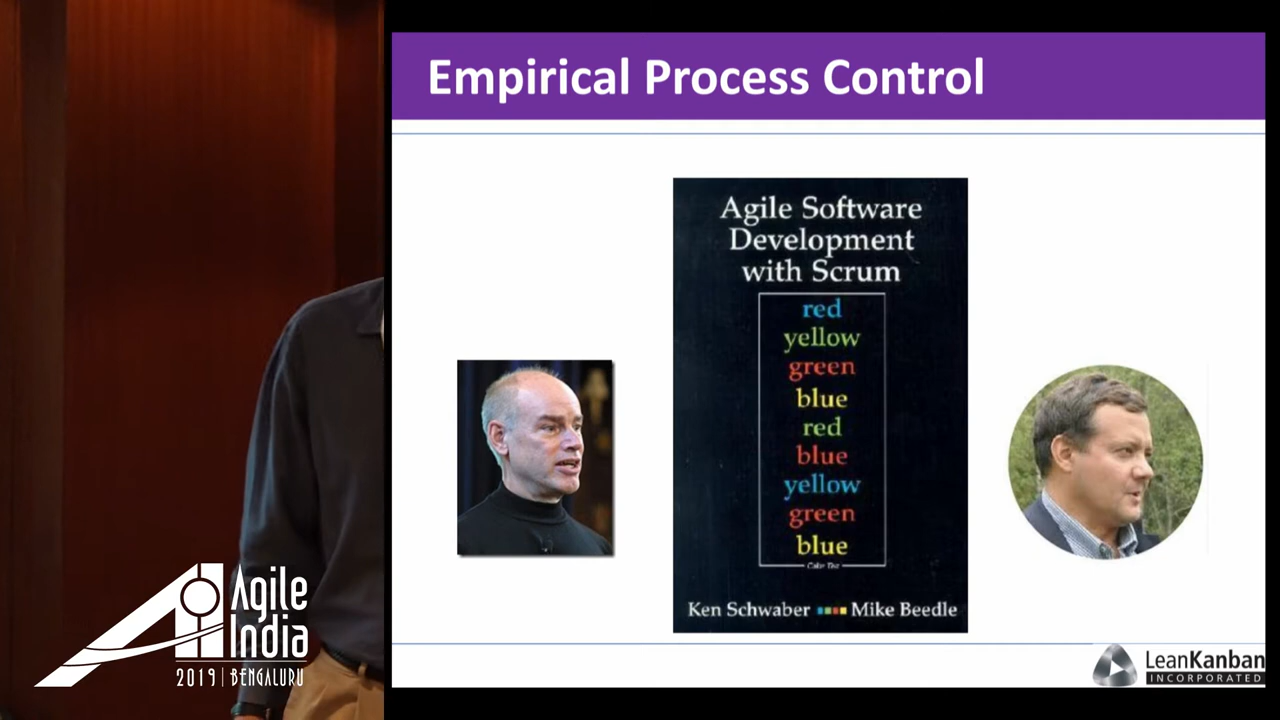 Empirical Process Control
Agile Software
Development
with Scrum
red
yellow
green
blue
red
blue
yellow
green
blue
Ken Schwaber Mike Beedle
LeanKanban
INCORPORATED
Agile
India
2019 | BENGALURU